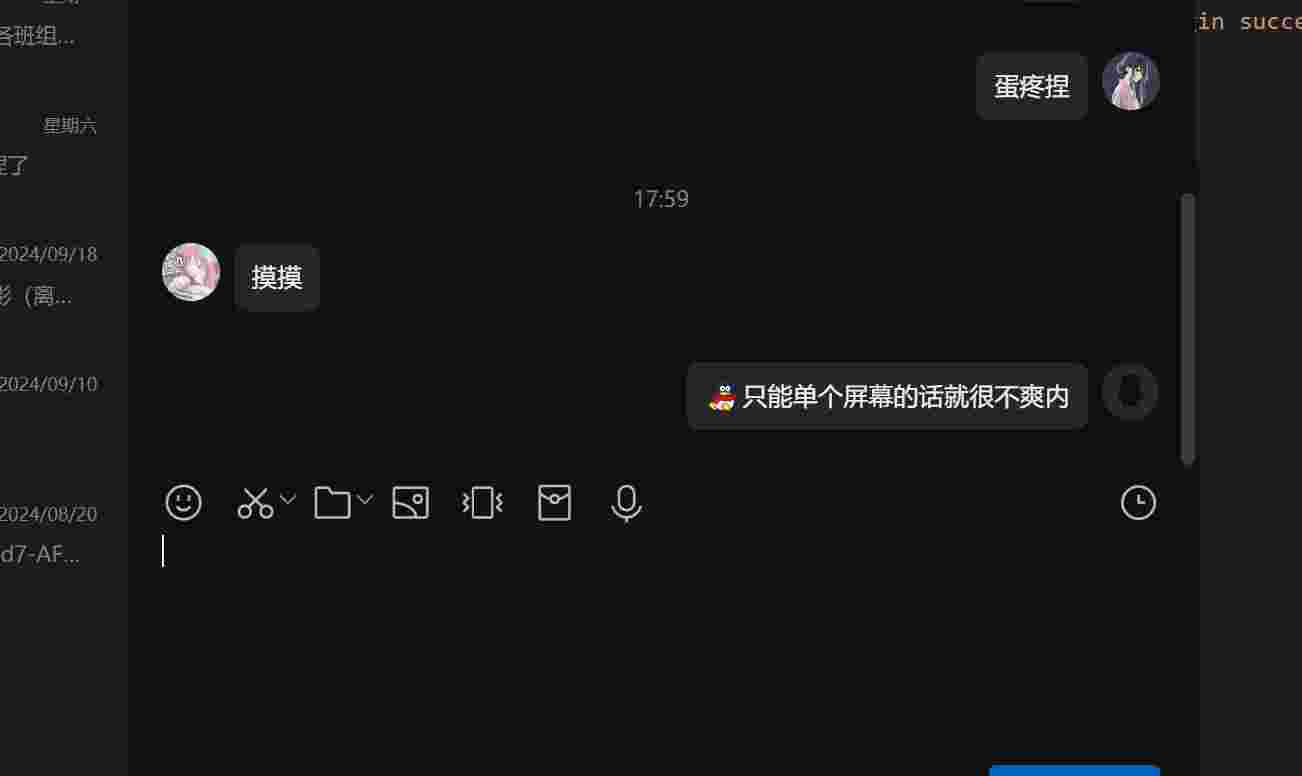 各班组...
星期六
捏了
2024/09/18
影（离...
2024/09/10
2024/08/20
d7-AF...
蛋疼捏
17:59
摸摸
只能单个屏幕的话就很不爽内
in succe